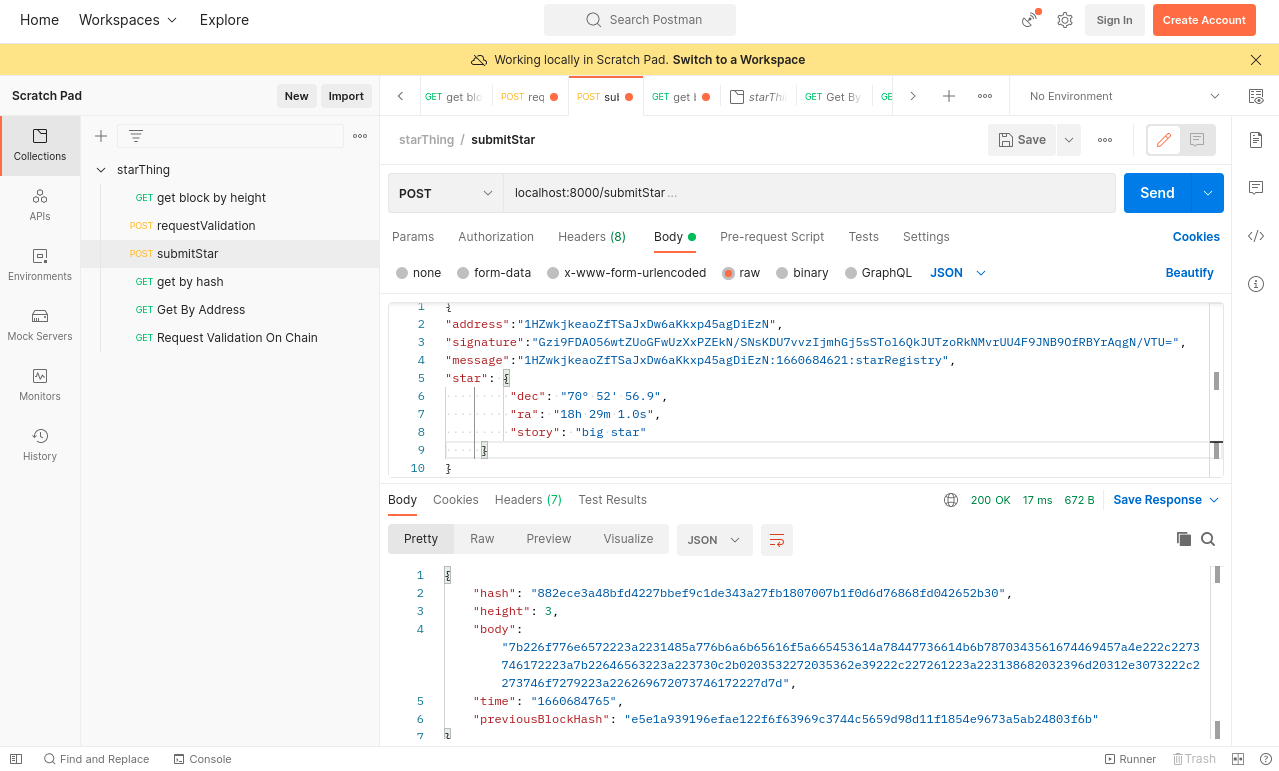 Home Workspaces Explore Search Postman Sign In Create Account
Working locally in Scratch Pad. Switch to a Workspace
Scratch Pad New Import
GET get blo POST req POST sub GET get b starThi GET Get By GE No Environment
Collections
APIs
Environments
Mock Servers
Monitors
History
starThing
GET get block by height
POST requestValidation
POST submitStar
GET get by hash
GET Get By Address
GET Request Validation On Chain
starThing / submitStar Save
POST localhost:8000/submitStar ... Send
Params Authorization Headers (8) Body Pre-request Script Tests Settings Cookies
none form-data x-www-form-urlencoded raw binary GraphQL JSON Beautify
1 {
2 "address":"1HZwkjkeaoZfTSaJxDw6aKkxp45agDiEzN",
3 "signature":"Gzi9FDAO56wtZUoGFwUzXxPZEkN/SNsKDU7vvzIjmhGj5sSTol6QkJUTzoRkNMvrUU4F9JNB9OfRBYrAqgN/VTU=",
4 "message":"1HZwkjkeaoZfTSaJxDw6aKkxp45agDiEzN:1660684621:starRegistry",
5 "star": {
6 "dec": "70° 52' 56.9",
7 "ra": "18h 29m 1.0s",
8 "story": "big star"
9 }
10 }
Body Cookies Headers (7) Test Results 200 OK 17 ms 672 B Save Response
Pretty Raw Preview Visualize JSON
1 {
2 "hash": "882ece3a48bfd4227bbef9c1de343a27fb1807007b1f0d6d76868fd042652b30",
3 "height": 3,
4 "body":
"7b226f776e6572223a2231485a776b6a6b65616f5a665453614a78447736614b6b7870343561674469457a4e222c2273
746172223a7b22646563223a223730c2b0203532272035362e39222c227261223a223138682032396d20312e3073222c2
273746f7279223a22626967207374617222​7d7d",
5 "time": "1660684765",
6 "previousBlockHash": "e5e1a939196efae122f6f63969c3744c5659d98d11f1854e9673a5ab24803f6b"
7 }
Find and Replace Console Runner Trash